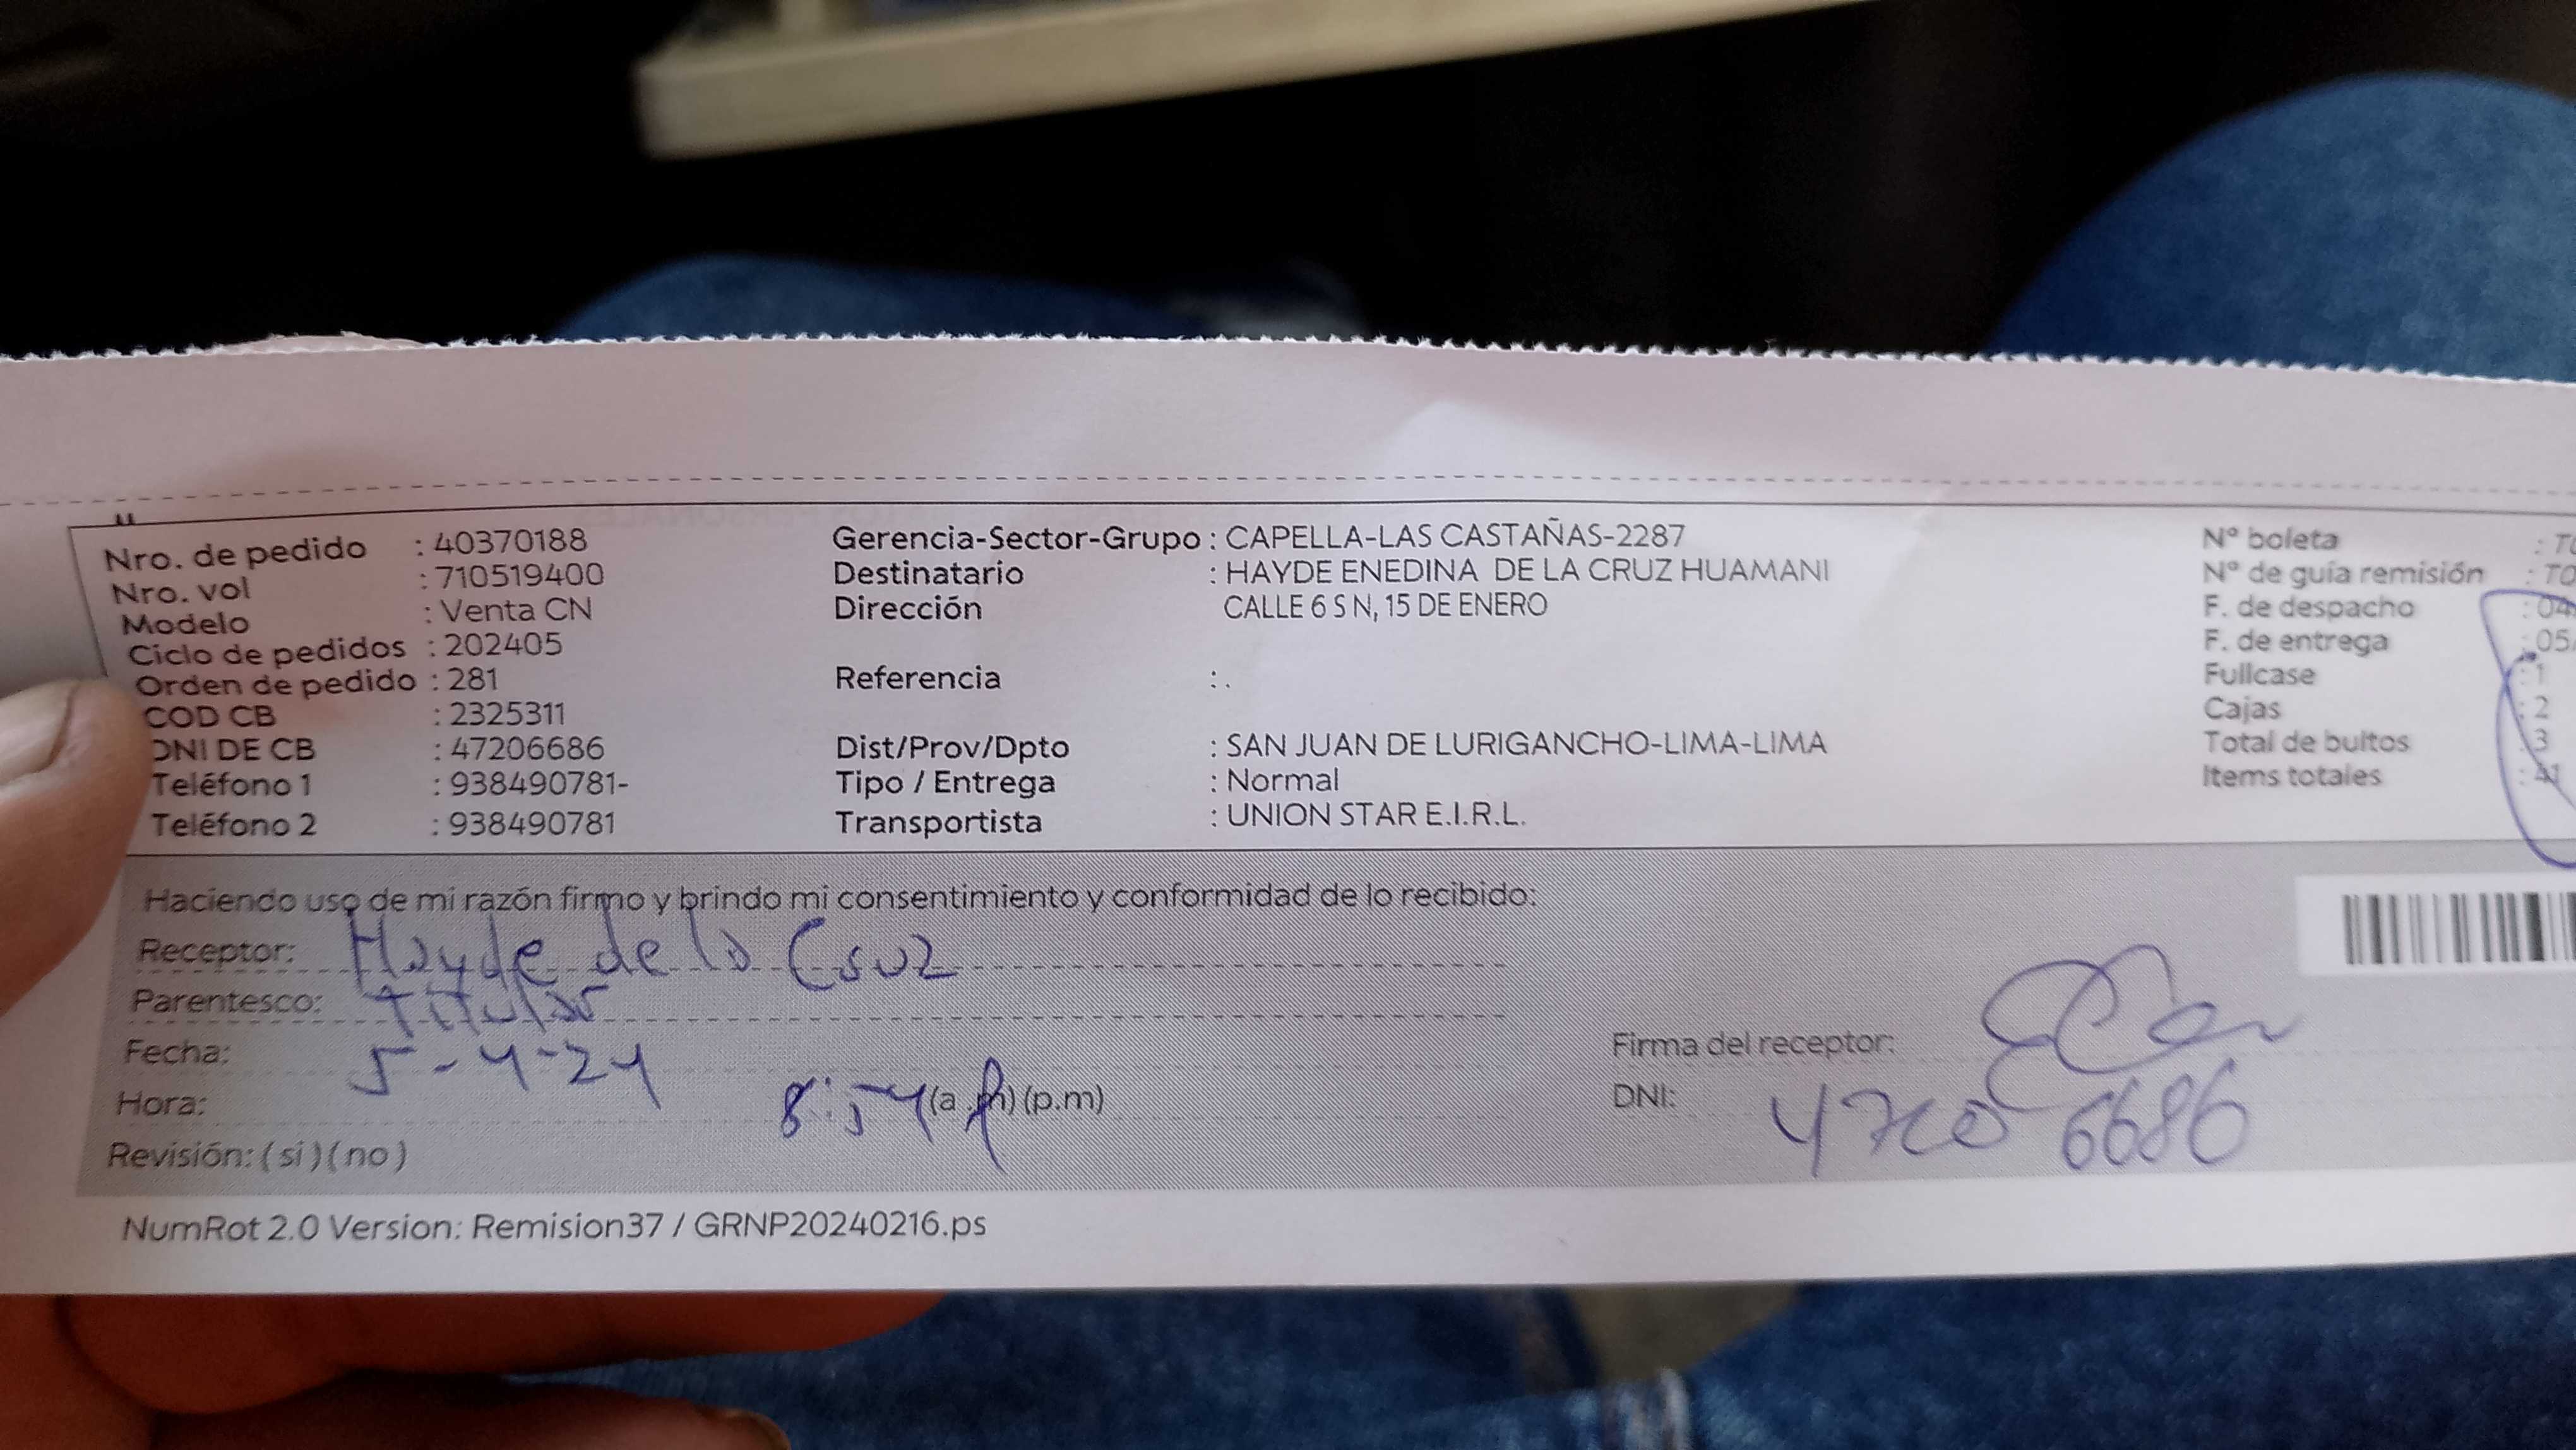 Nro. de pedido : 40370188
Nro. vol : 710519400
Modelo : Venta CN
Ciclo de pedidos : 202405
Orden de pedido : 281
COD CB : 2325311
DNI DE CB : 47206686
Teléfono 1 : 938490781-
Teléfono 2 : 938490781
Gerencia-Sector-Grupo : CAPELLA-LAS CASTAÑAS-2287
Destinatario : HAYDE ENEDINA DE LA CRUZ HUAMANI
Dirección CALLE 6 S N, 15 DE ENERO
Referencia : .
Dist/Prov/Dpto : SAN JUAN DE LURIGANCHO-LIMA-LIMA
Tipo / Entrega : Normal
Transportista : UNION STAR E.I.R.L.
N° boleta :
N° de guía remisión :
F. de despacho : 04
F. de entrega : 05
Fullcase : 1
Cajas : 2
Total de bultos : 3
Items totales : 41
Haciendo uso de mi razón firmo y brindo mi consentimiento y conformidad de lo recibido:
Receptor: Hayde de la Cruz
Parentesco: Titular
Fecha: 5-4-24
Hora: 8:54 (a.m) (p.m)
Revisión: ( si ) ( no )
Firma del receptor:
DNI: 47206686
NumRot 2.0 Version: Remision37 / GRNP20240216.ps